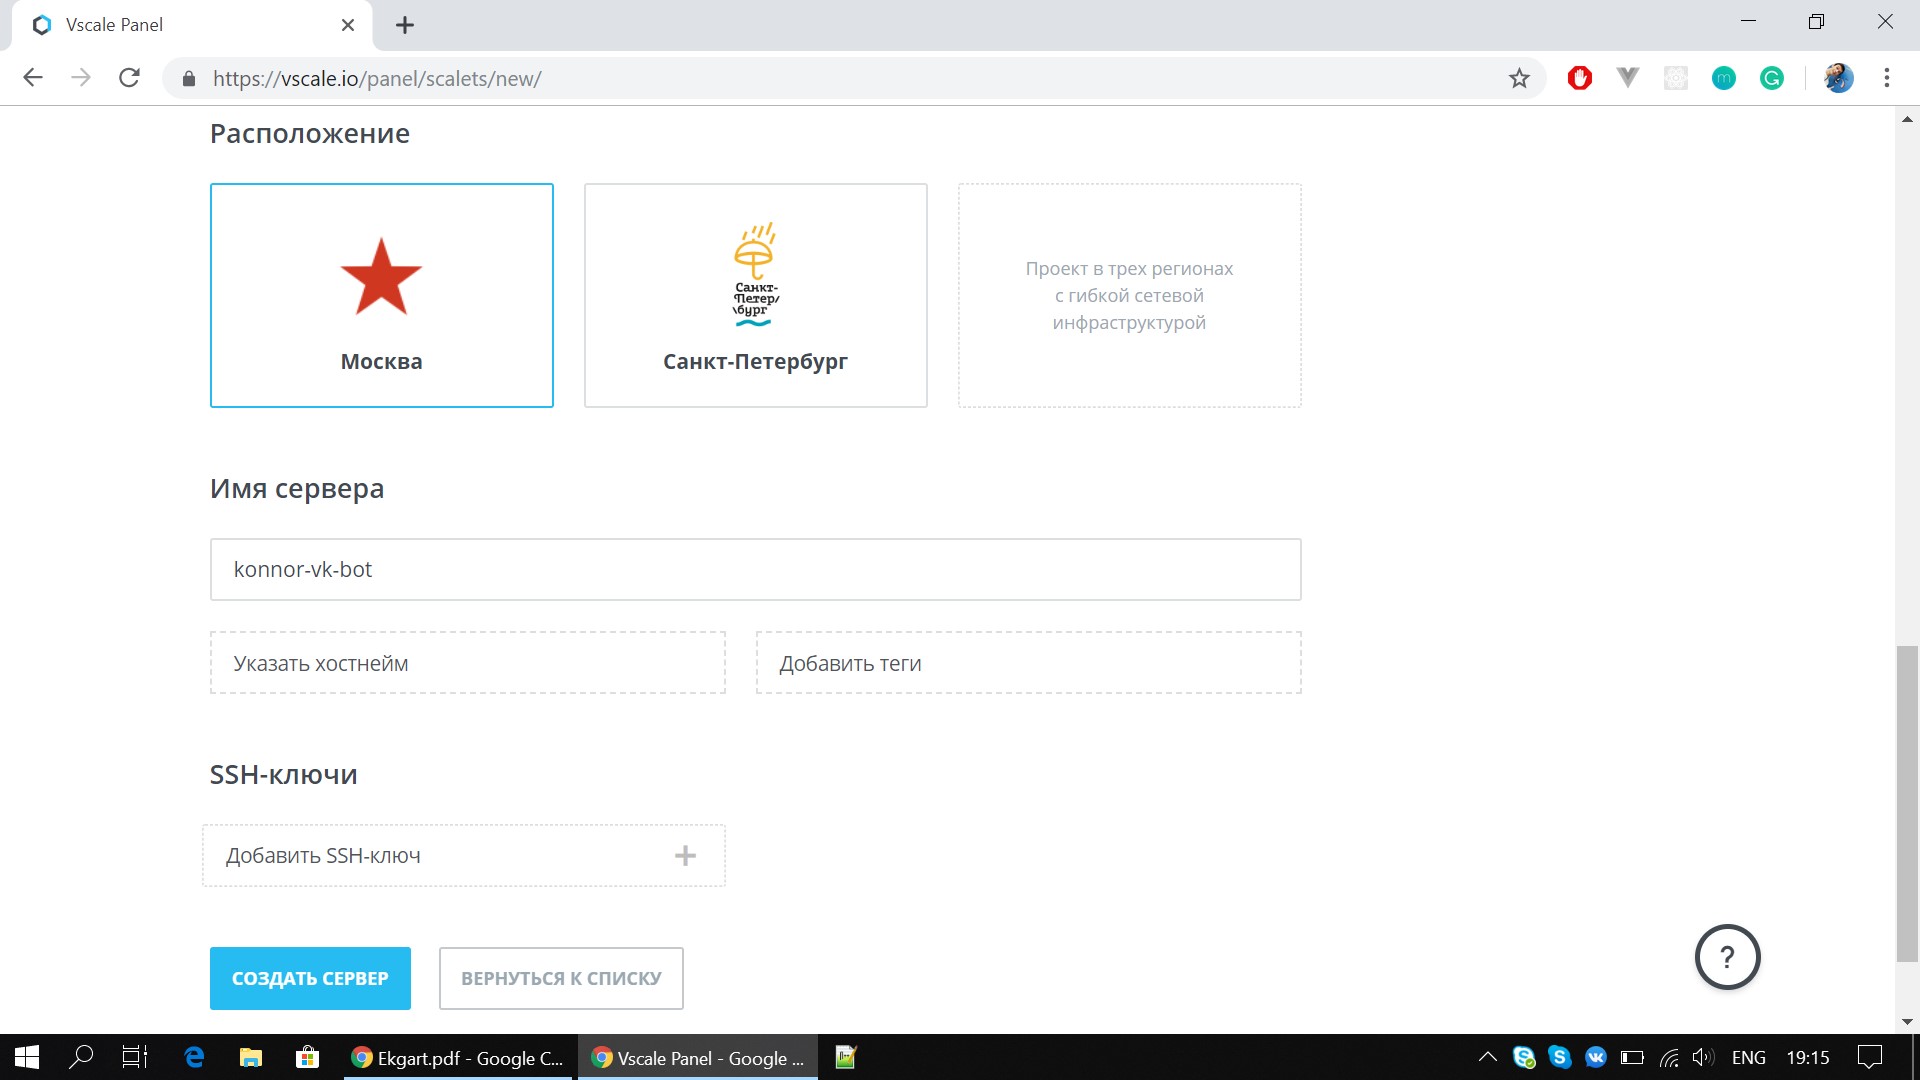 Vscale Panel
https://vscale.io/panel/scalets/new/
Расположение
Санкт-
Петер/
\бург
Москва
Санкт-Петербург
Проект в трех регионах
с гибкой сетевой
инфраструктурой
Имя сервера
konnor-vk-bot
Указать хостнейм
Добавить теги
SSH-ключи
Добавить SSH-ключ
СОЗДАТЬ СЕРВЕР
ВЕРНУТЬСЯ К СПИСКУ
?
Ekgart.pdf - Google C...
Vscale Panel - Google ...
ENG
19:15